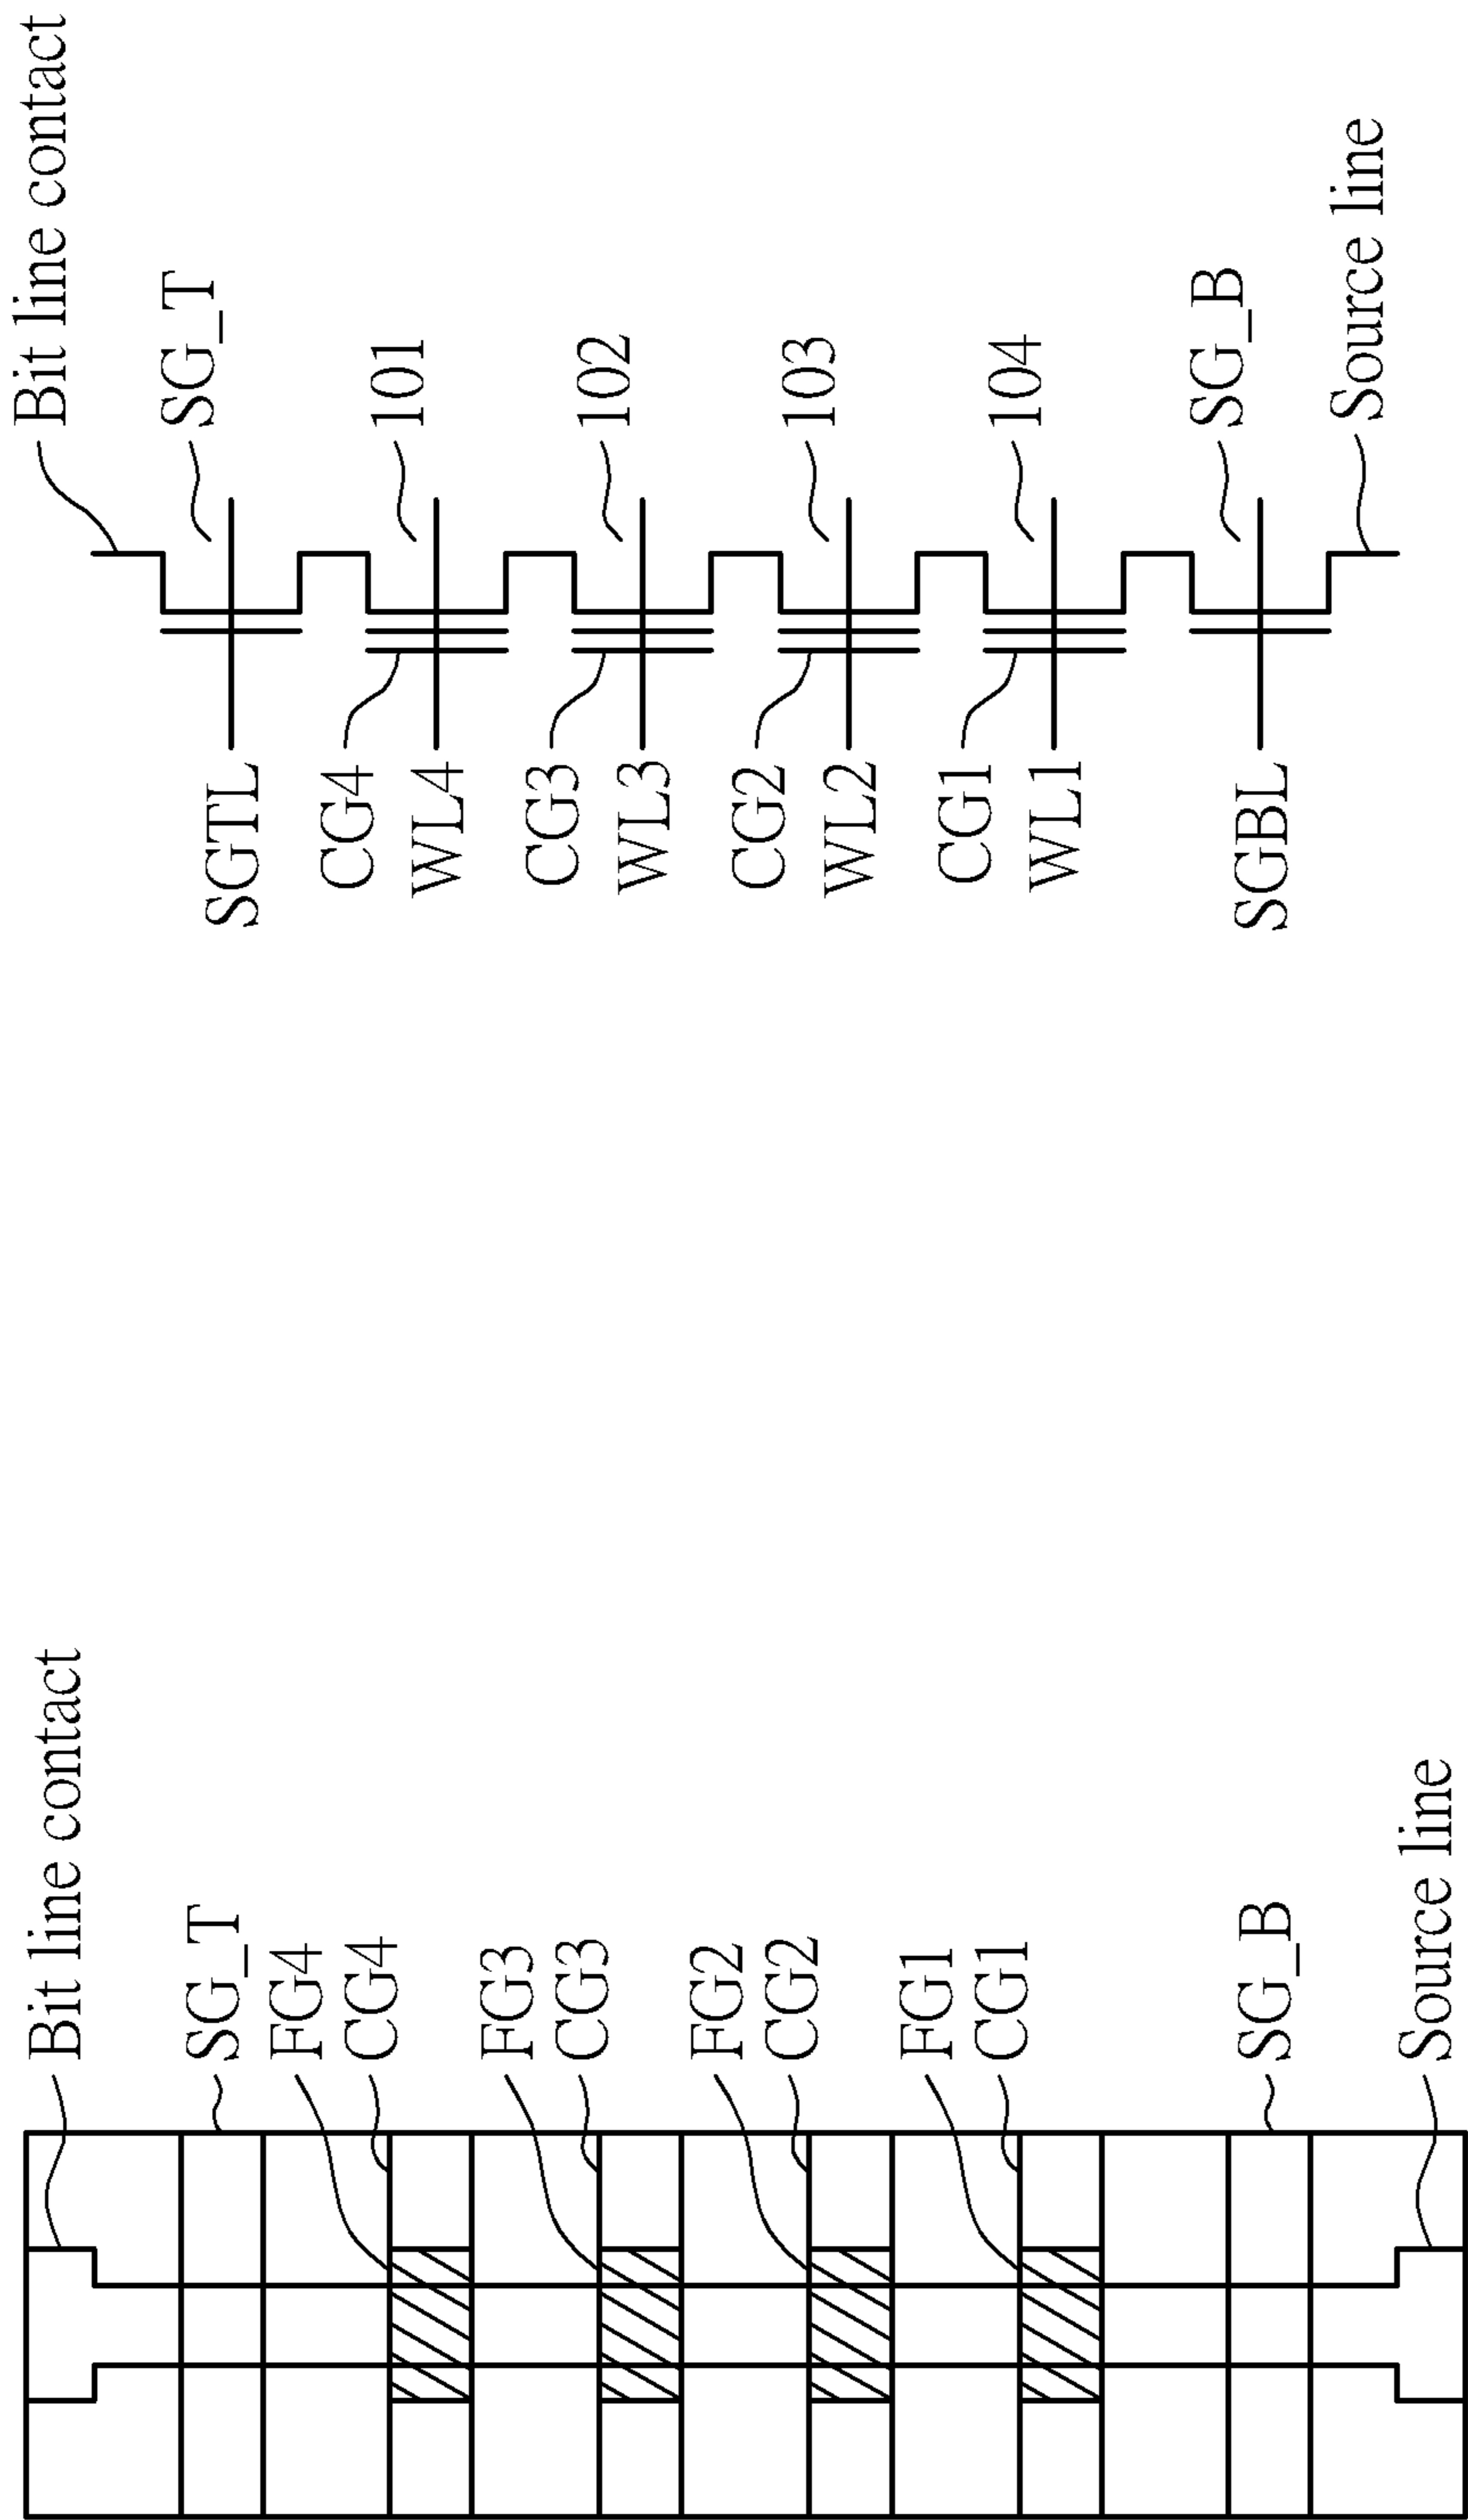 Bit line contact
SG_T
FG4
CG4
FG3
CG3
FG2
CG2
FG1
CG1
SG_B
Source line
Bit line contact
SG_T
101
102
103
104
SG_B
Source line
SGTL
CG4
WL4
CG3
WL3
CG2
WL2
CG1
WL1
SGBL